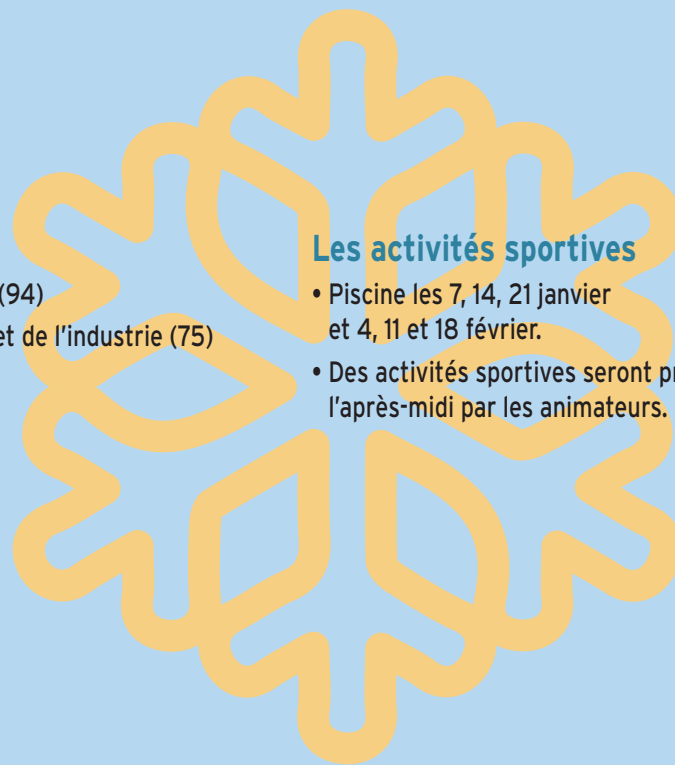 (94)
et de l'industrie (75)
Les activités sportives
• Piscine les 7, 14, 21 janvier
et 4, 11 et 18 février.
• Des activités sportives seront
l'après-midi par les animateurs.